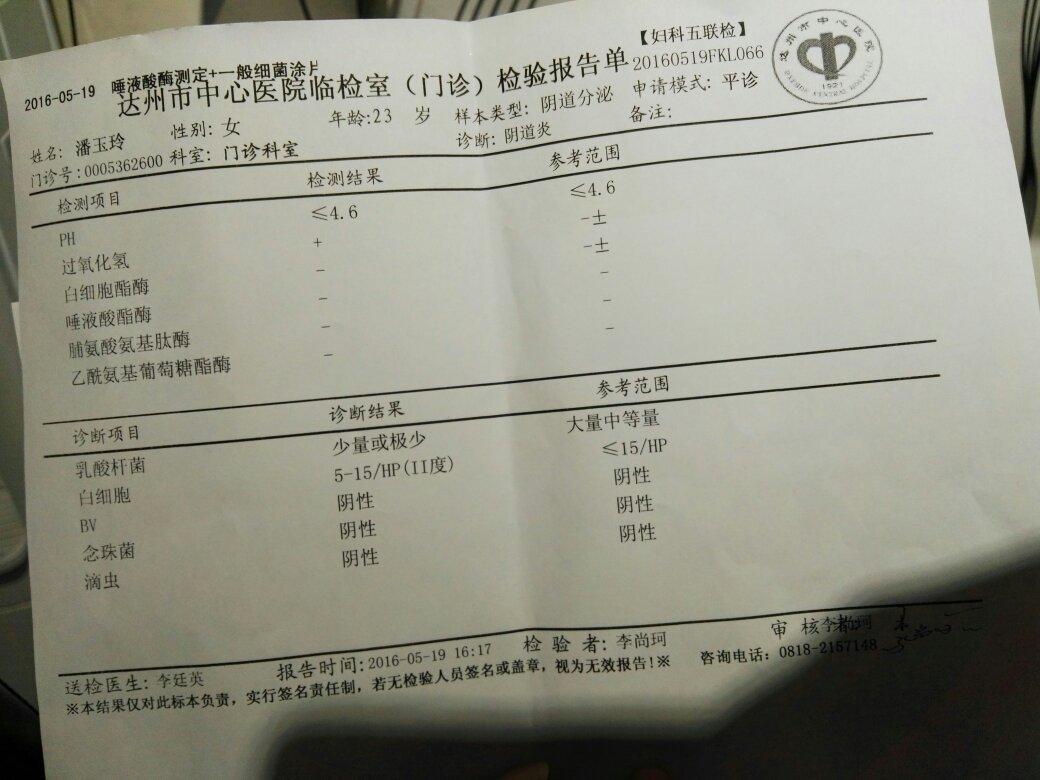 【妇科五联检】
2016-05-19 唾液酸酶测定+一般细菌涂片
达州市中心医院临检室（门诊）检验报告单 20160519FKL066
达州市中心医院
1927
姓名: 潘玉玲 性别: 女 年龄:23 岁 样本类型: 阴道分泌 申请模式: 平诊
门诊号:0005362600 科室: 门诊科室 诊断: 阴道炎 备注:
检测项目 检测结果 参考范围
PH ≤4.6 ≤4.6
过氧化氢 + -±
白细胞酯酶 - -±
唾液酸酯酶 - -
脯氨酸氨基肽酶 - -
乙酰氨基葡萄糖酯酶 - -
诊断项目 诊断结果 参考范围
乳酸杆菌 少量或极少 大量中等量
白细胞 5-15/HP(II度) ≤15/HP
BV 阴性 阴性
念珠菌 阴性 阴性
滴虫 阴性 阴性
送检医生: 李廷英 报告时间:2016-05-19 16:17 检 验 者: 李尚珂 审 核李尚珂
※本结果仅对此标本负责，实行签名责任制，若无检验人员签名或盖章，视为无效报告!※ 咨询电话: 0818-2157148